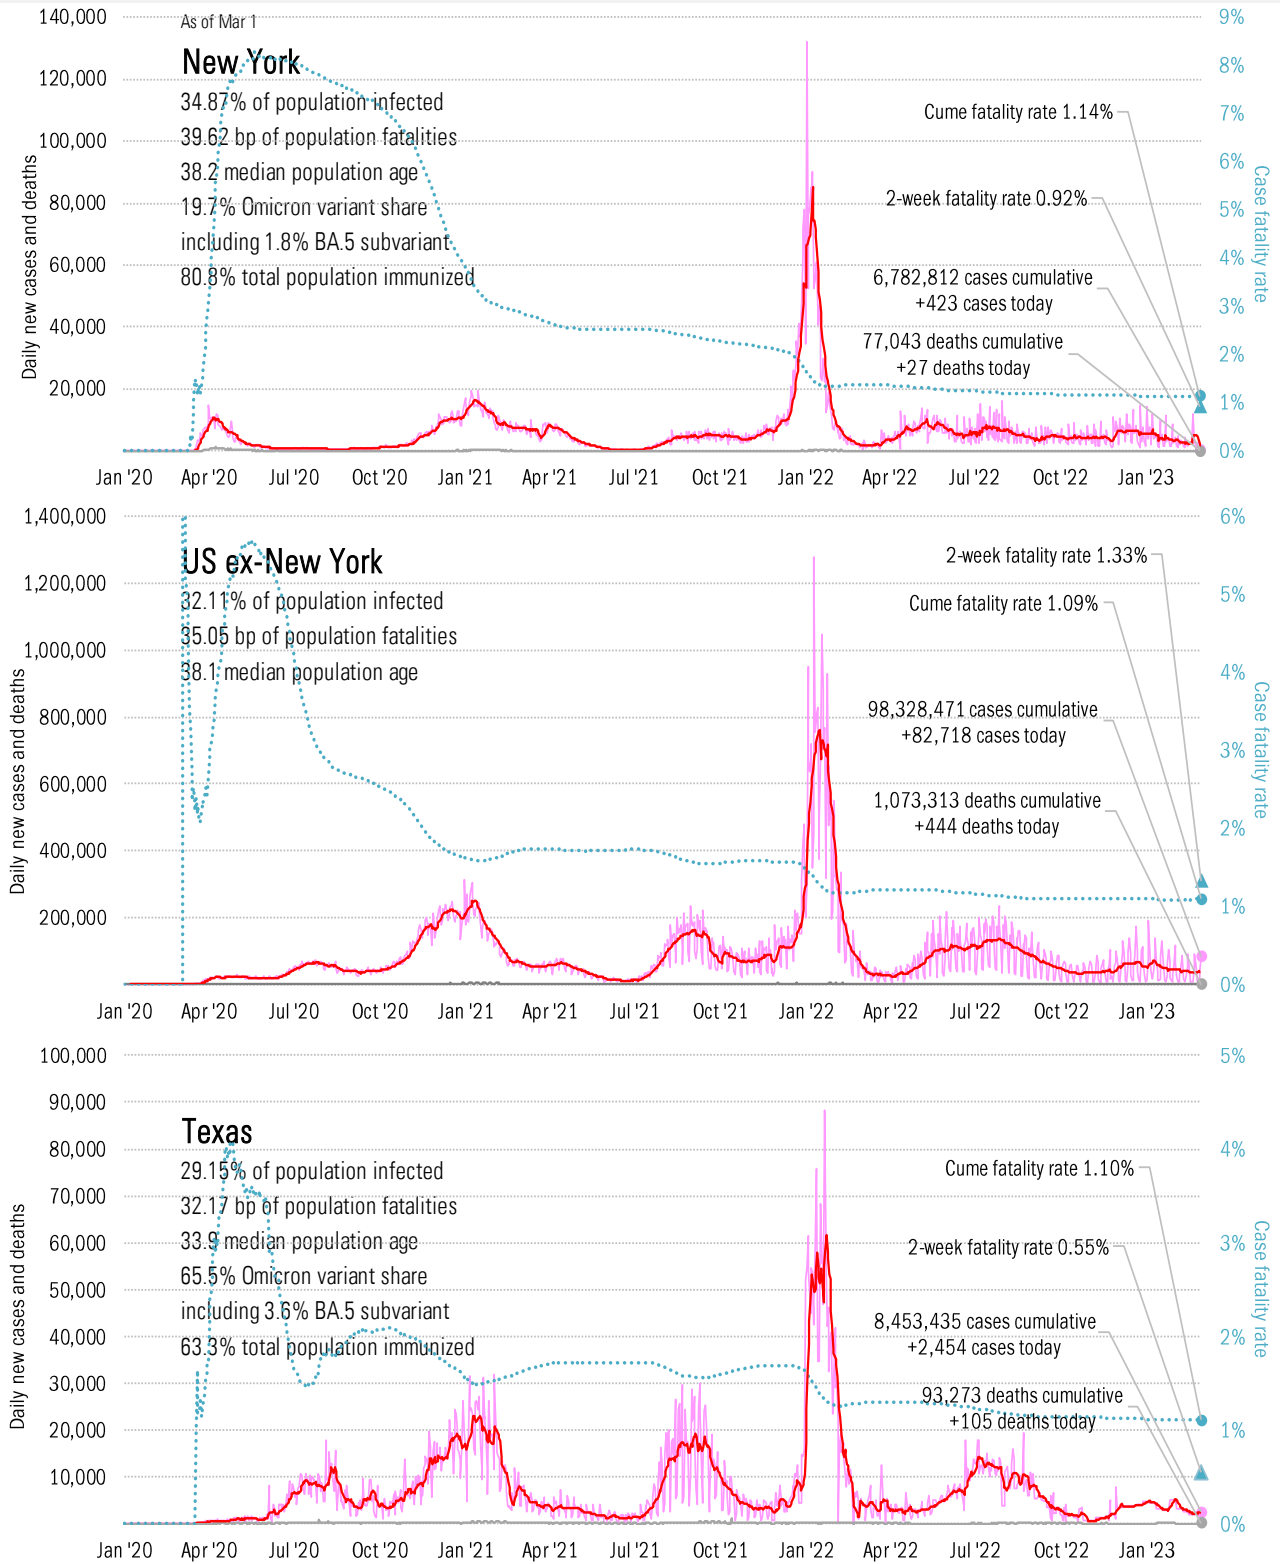 As of Mar 1
New York
34.87% of population infected
39.62 bp of population fatalities
38.2 median population age
19.7% Omicron variant share
including 1.8% BA.5 subvariant
80.8% total population immunized
Cume fatality rate 1.14%
2-week fatality rate 0.92%
6,782,812 cases cumulative
+423 cases today
77,043 deaths cumulative
+27 deaths today
Daily new cases and deaths
140,000
120,000
100,000
80,000
60,000
40,000
20,000
9%
8%
7%
6%
5%
4%
3%
2%
1%
0%
Case fatality rate
Jan '20 Apr '20 Jul '20 Oct '20 Jan '21 Apr '21 Jul '21 Oct '21 Jan '22 Apr '22 Jul '22 Oct '22 Jan '23
US ex-New York
32.11% of population infected
35.05 bp of population fatalities
38.1 median population age
2-week fatality rate 1.33%
Cume fatality rate 1.09%
98,328,471 cases cumulative
+82,718 cases today
1,073,313 deaths cumulative
+444 deaths today
Daily new cases and deaths
1,400,000
1,200,000
1,000,000
800,000
600,000
400,000
200,000
6%
5%
4%
3%
2%
1%
0%
Case fatality rate
Jan '20 Apr '20 Jul '20 Oct '20 Jan '21 Apr '21 Jul '21 Oct '21 Jan '22 Apr '22 Jul '22 Oct '22 Jan '23
Texas
29.15% of population infected
32.17 bp of population fatalities
33.9 median population age
65.5% Omicron variant share
including 3.6% BA.5 subvariant
63.3% total population immunized
Cume fatality rate 1.10%
2-week fatality rate 0.55%
8,453,435 cases cumulative
+2,454 cases today
93,273 deaths cumulative
+105 deaths today
Daily new cases and deaths
100,000
90,000
80,000
70,000
60,000
50,000
40,000
30,000
20,000
10,000
5%
4%
3%
2%
1%
0%
Case fatality rate
Jan '20 Apr '20 Jul '20 Oct '20 Jan '21 Apr '21 Jul '21 Oct '21 Jan '22 Apr '22 Jul '22 Oct '22 Jan '23